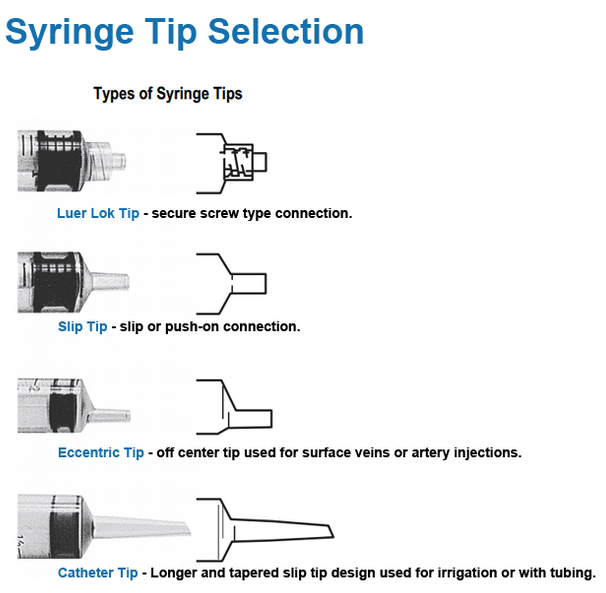 Syringe Tip Selection
Types of Syringe Tips
Luer Lok Tip - secure screw type connection.
Slip Tip - slip or push-on connection.
Eccentric Tip - off center tip used for surface veins or artery injections.
Catheter Tip - Longer and tapered slip tip design used for irrigation or with tubing.